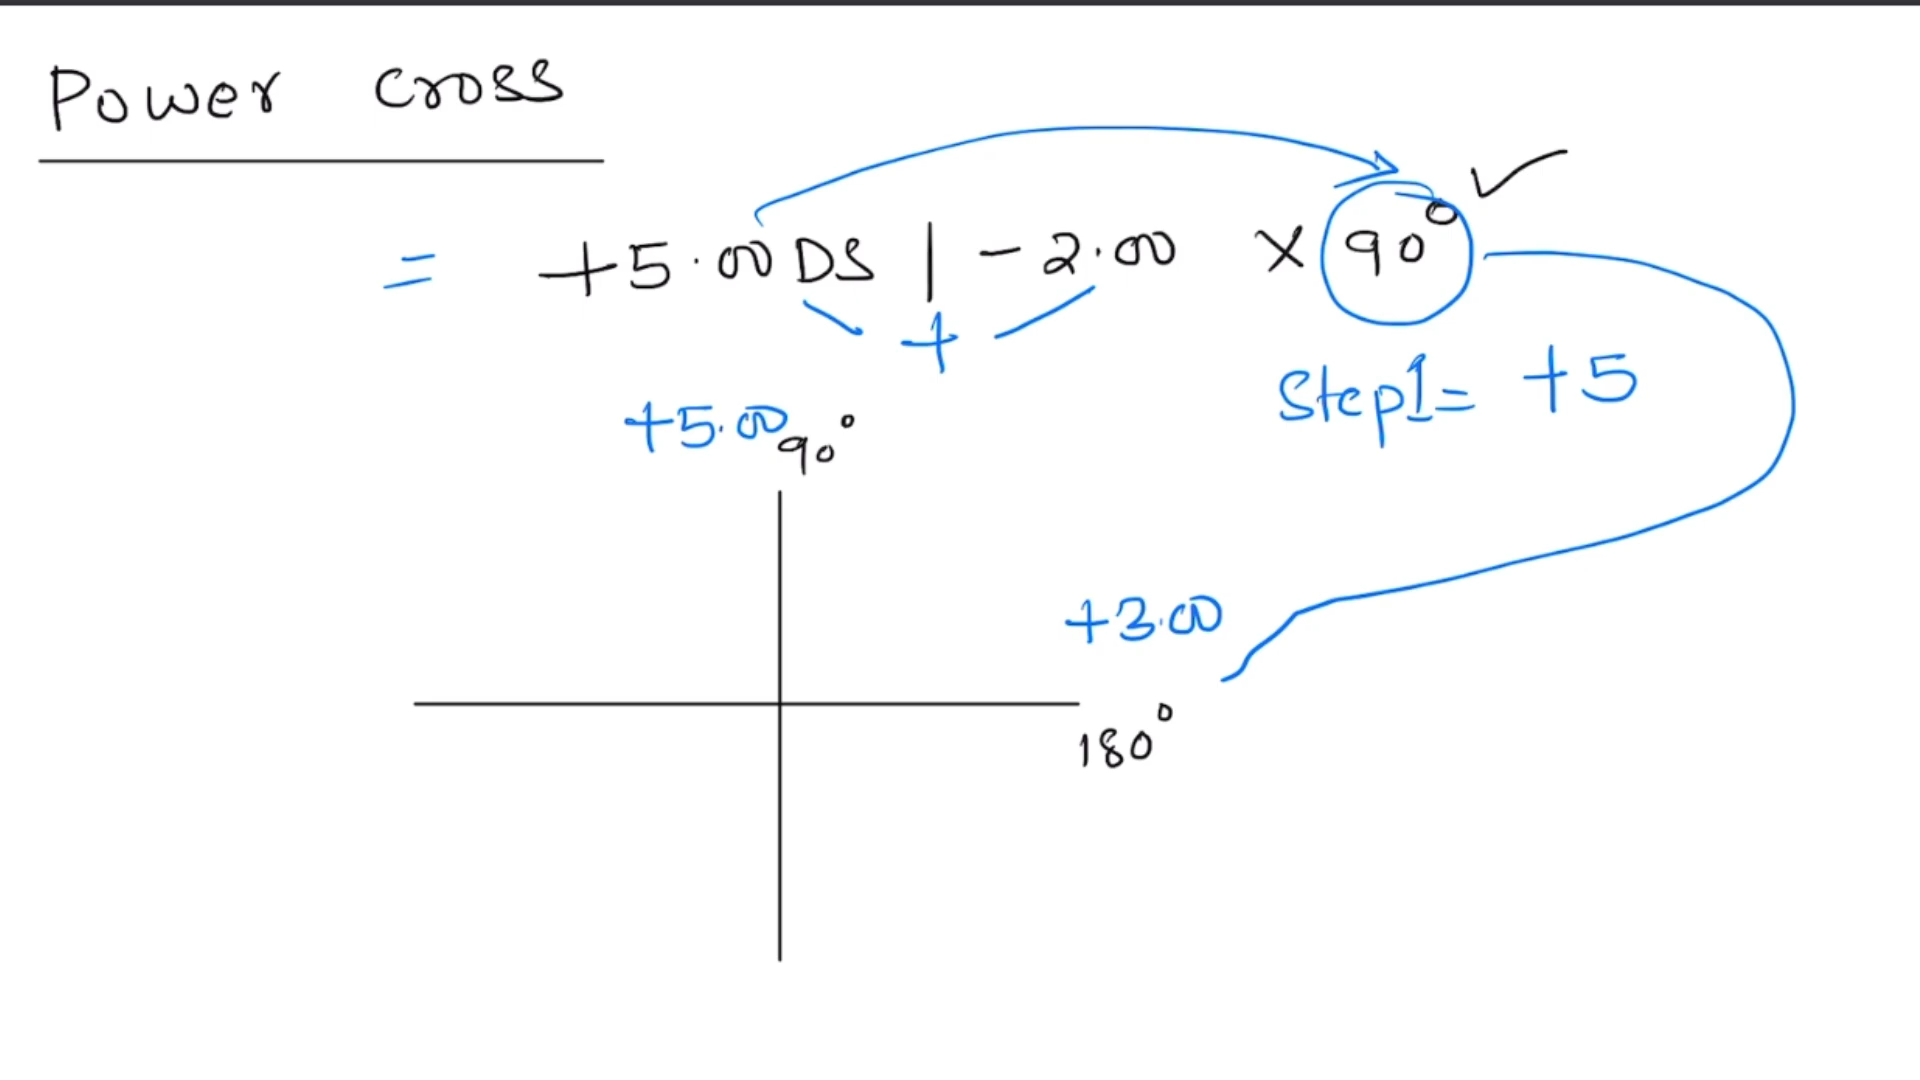 Power cross
= +5.00 DS | -2.00 × 90°
+
Step1 = +5
+5.00 90°
+3.00
180°